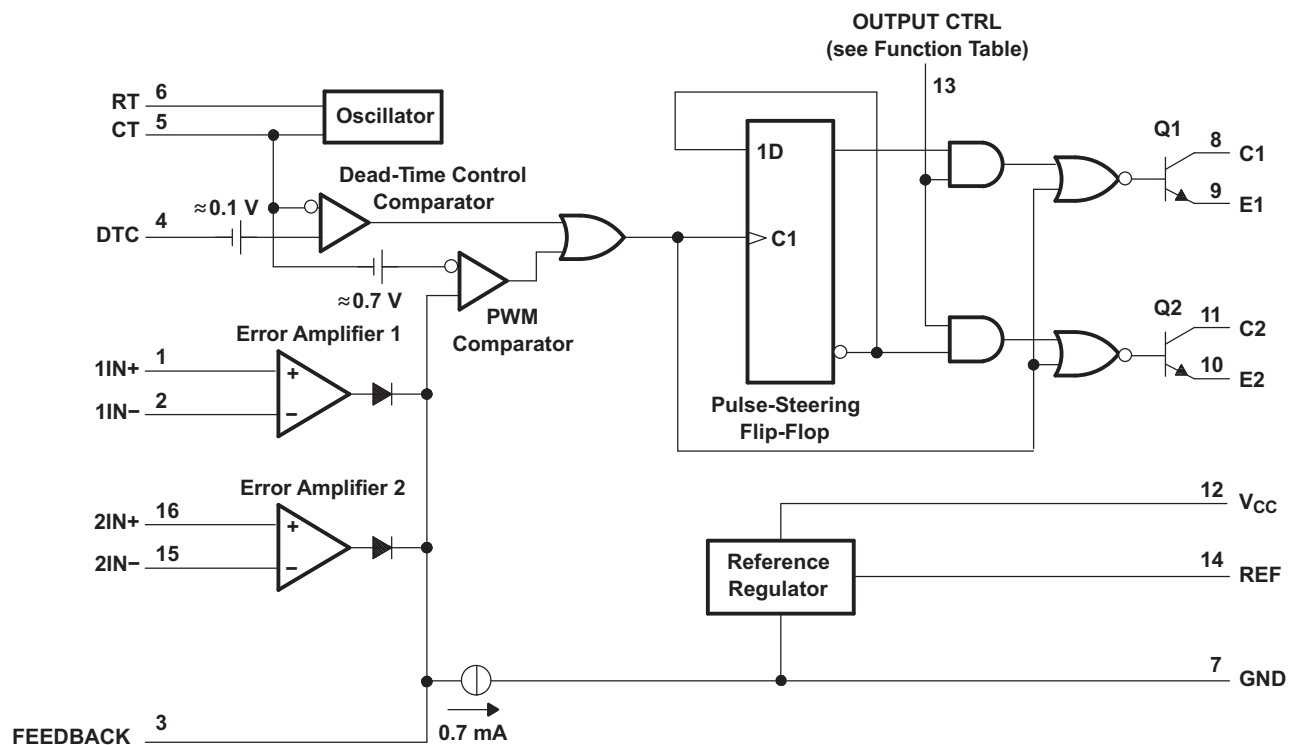 OUTPUT CTRL
(see Function Table)
13
RT 6
CT 5
Oscillator
Dead-Time Control
Comparator
≈0.1 V
DTC 4
≈0.7 V
PWM
Comparator
1D
C1
Pulse-Steering
Flip-Flop
Q1
8 C1
9 E1
Q2
11 C2
10 E2
Error Amplifier 1
1IN+ 1
+
1IN− 2
−
Error Amplifier 2
2IN+ 16
+
2IN− 15
−
12 VCC
Reference
Regulator
14 REF
7 GND
0.7 mA
FEEDBACK 3